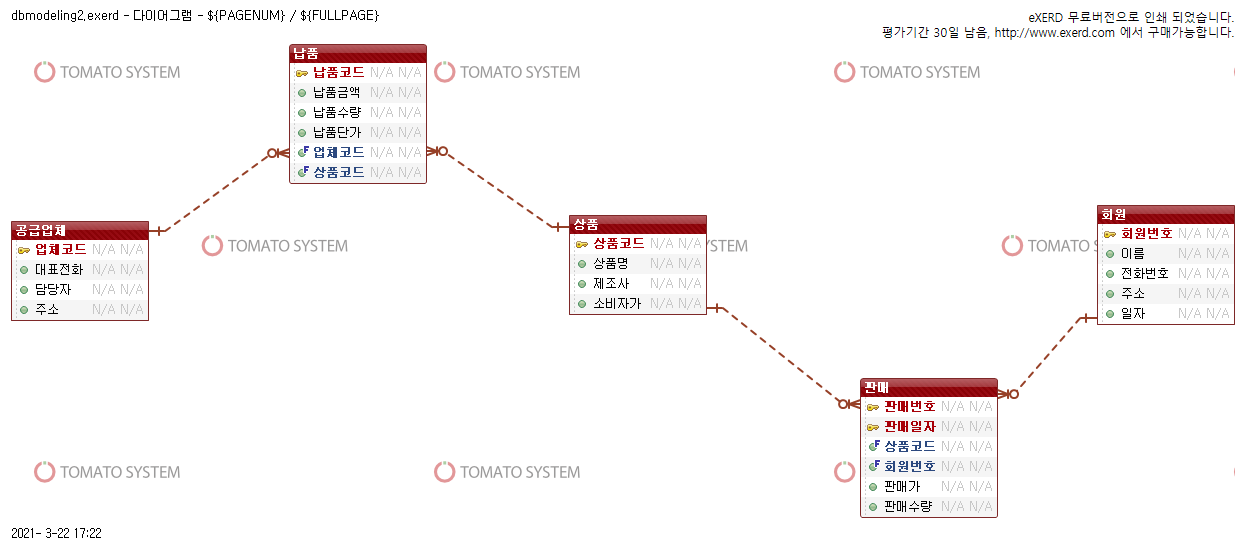 dbmodeling2.exerd - 다이어그램 - ${PAGENUM} / ${FULLPAGE}
eXERD 무료버전으로 인쇄 되었습니다.
평가기간 30일 남음, http://www.exerd.com 에서 구매가능합니다.
TOMATO SYSTEM
TOMATO SYSTEM
TOMATO SYSTEM
납품
납품코드 N/A N/A
납품금액 N/A N/A
납품수량 N/A N/A
납품단가 N/A N/A
업체코드 N/A N/A
상품코드 N/A N/A
공급업체
업체코드 N/A N/A
대표전화 N/A N/A
담당자 N/A N/A
주소 N/A N/A
TOMATO SYSTEM
상품
상품코드 N/A N/A
상품명 N/A N/A
제조사 N/A N/A
소비자가 N/A N/A
YSTEM
TOMATO S
회원
회원번호 N/A N/A
이름 N/A N/A
전화번호 N/A N/A
주소 N/A N/A
일자 N/A N/A
판매
판매번호 N/A N/A
판매일자 N/A N/A
상품코드 N/A N/A
회원번호 N/A N/A
판매가 N/A N/A
판매수량 N/A N/A
TOMATO SYSTEM
TOMATO SYSTEM
2021- 3-22 17:22